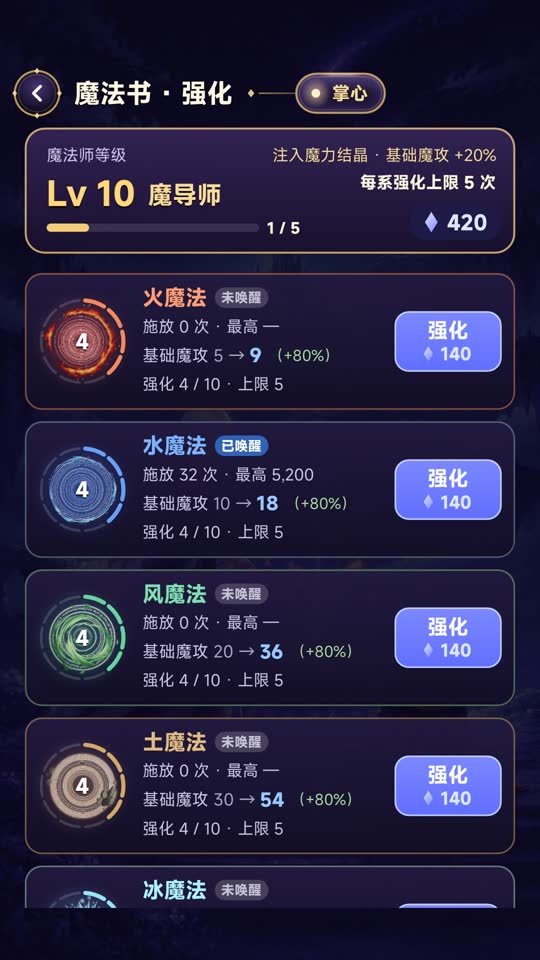 魔法书 · 强化
掌心
魔法师等级
注入魔力结晶 · 基础魔攻 +20%
Lv 10 魔导师
每系强化上限 5 次
1 / 5
420
火魔法 未唤醒
4
施放 0 次 · 最高 —
基础魔攻 5 → 9 (+80%)
强化 4 / 10 · 上限 5
强化
140
水魔法 已唤醒
4
施放 32 次 · 最高 5,200
基础魔攻 10 → 18 (+80%)
强化 4 / 10 · 上限 5
强化
140
风魔法 未唤醒
4
施放 0 次 · 最高 —
基础魔攻 20 → 36 (+80%)
强化 4 / 10 · 上限 5
强化
140
土魔法 未唤醒
4
施放 0 次 · 最高 —
基础魔攻 30 → 54 (+80%)
强化 4 / 10 · 上限 5
强化
140
冰魔法 未唤醒